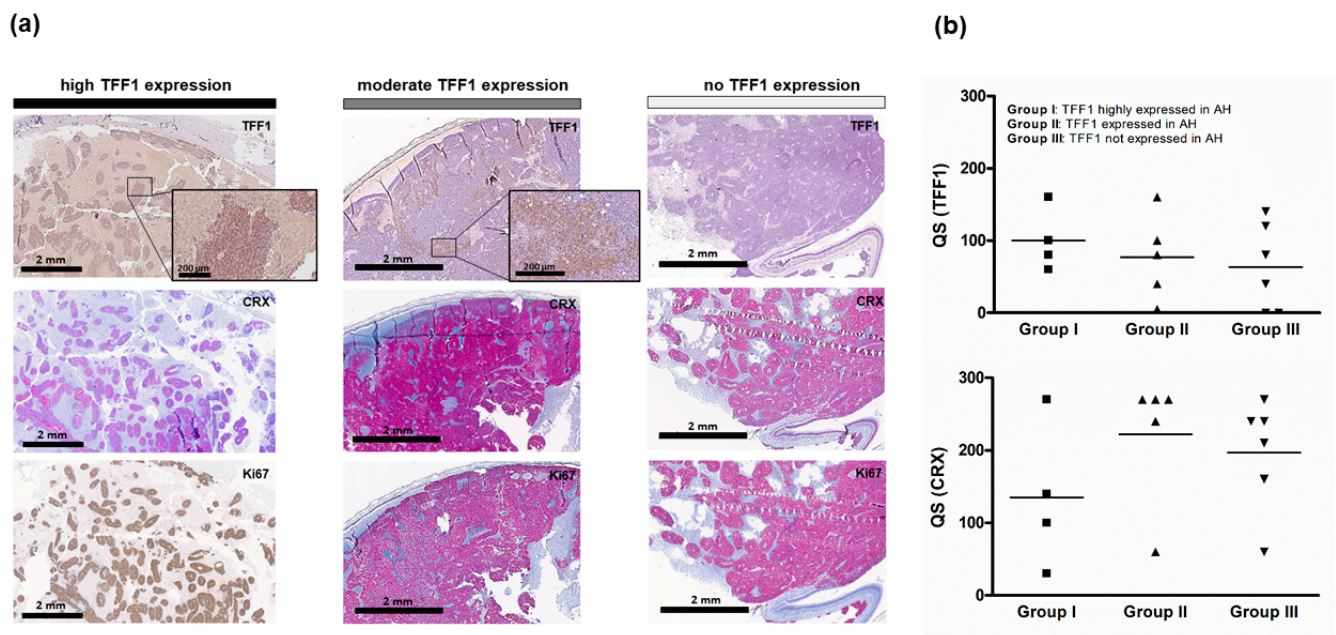 (a)
high TFF1 expression
moderate TFF1 expression
no TFF1 expression
TFF1
2 mm
200 µm
TFF1
2 mm
200 µm
TFF1
2 mm
CRX
2 mm
CRX
2 mm
CRX
2 mm
Ki67
2 mm
Ki67
2 mm
Ki67
2 mm
(b)
300
200
100
0
QS (TFF1)
Group I: TFF1 highly expressed in AH
Group II: TFF1 expressed in AH
Group III: TFF1 not expressed in AH
Group I Group II Group III
300
200
100
0
QS (CRX)
Group I Group II Group III